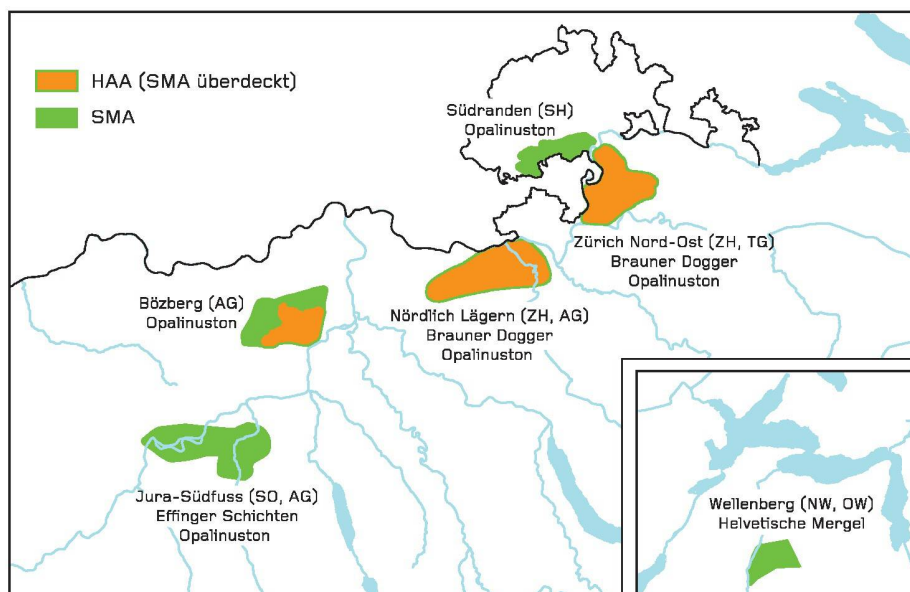 HAA (SMA überdeckt)
SMA
Südranden (SH)
Opalinuston
Zürich Nord-Ost (ZH, TG)
Brauner Dogger
Opalinuston
Bözberg (AG)
Opalinuston
Nördlich Lägern (ZH, AG)
Brauner Dogger
Opalinuston
Jura-Südfuss (SO, AG)
Effinger Schichten
Opalinuston
Wellenberg (NW, OW)
Helvetische Mergel